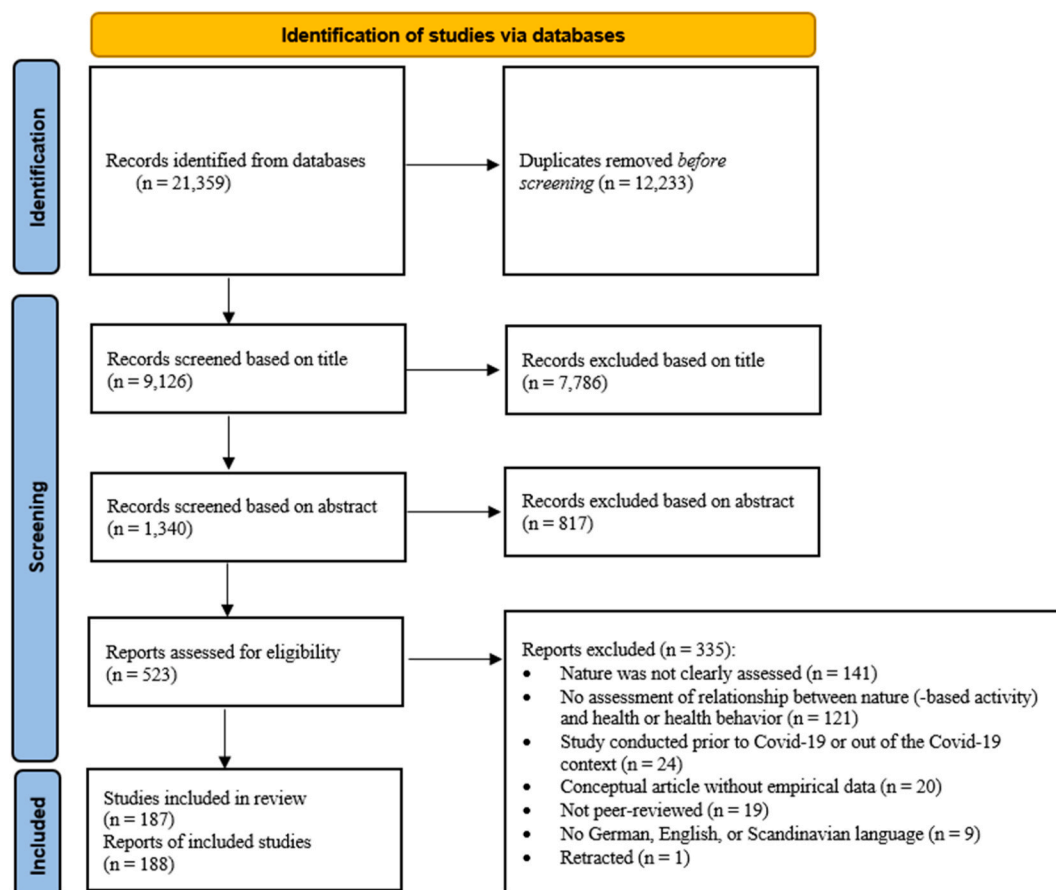 Identification of studies via databases
Identification
Records identified from databases
(n = 21,359)
Duplicates removed before
screening (n = 12,233)
Screening
Records screened based on title
(n = 9,126)
Records excluded based on title
(n = 7,786)
Records screened based on abstract
(n = 1,340)
Records excluded based on abstract
(n = 817)
Reports assessed for eligibility
(n = 523)
Reports excluded (n = 335):
• Nature was not clearly assessed (n = 141)
• No assessment of relationship between nature (-based activity)
and health or health behavior (n = 121)
• Study conducted prior to Covid-19 or out of the Covid-19
context (n = 24)
• Conceptual article without empirical data (n = 20)
• Not peer-reviewed (n = 19)
• No German, English, or Scandinavian language (n = 9)
• Retracted (n = 1)
Included
Studies included in review
(n = 187)
Reports of included studies
(n = 188)